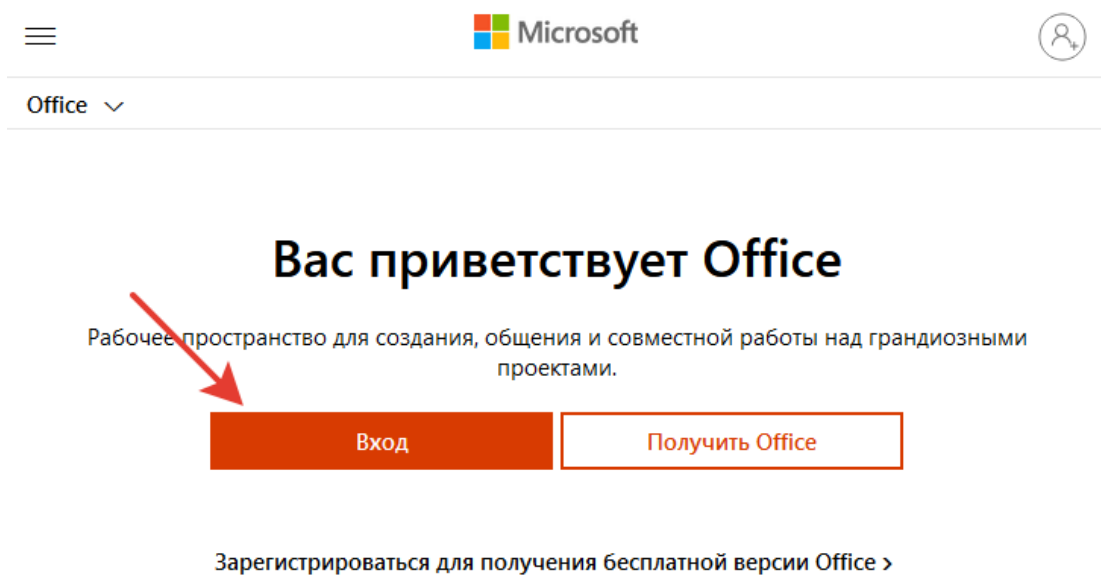 Microsoft
Office
Вас приветствует Office
Рабочее пространство для создания, общения и совместной работы над грандиозными
проектами.
Вход
Получить Office
Зарегистрироваться для получения бесплатной версии Office >